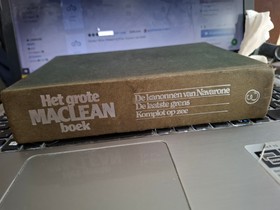 Het grote
MACLEAN
boek
De kanonnen van Navarone
De laatste grens
Komplot op zee